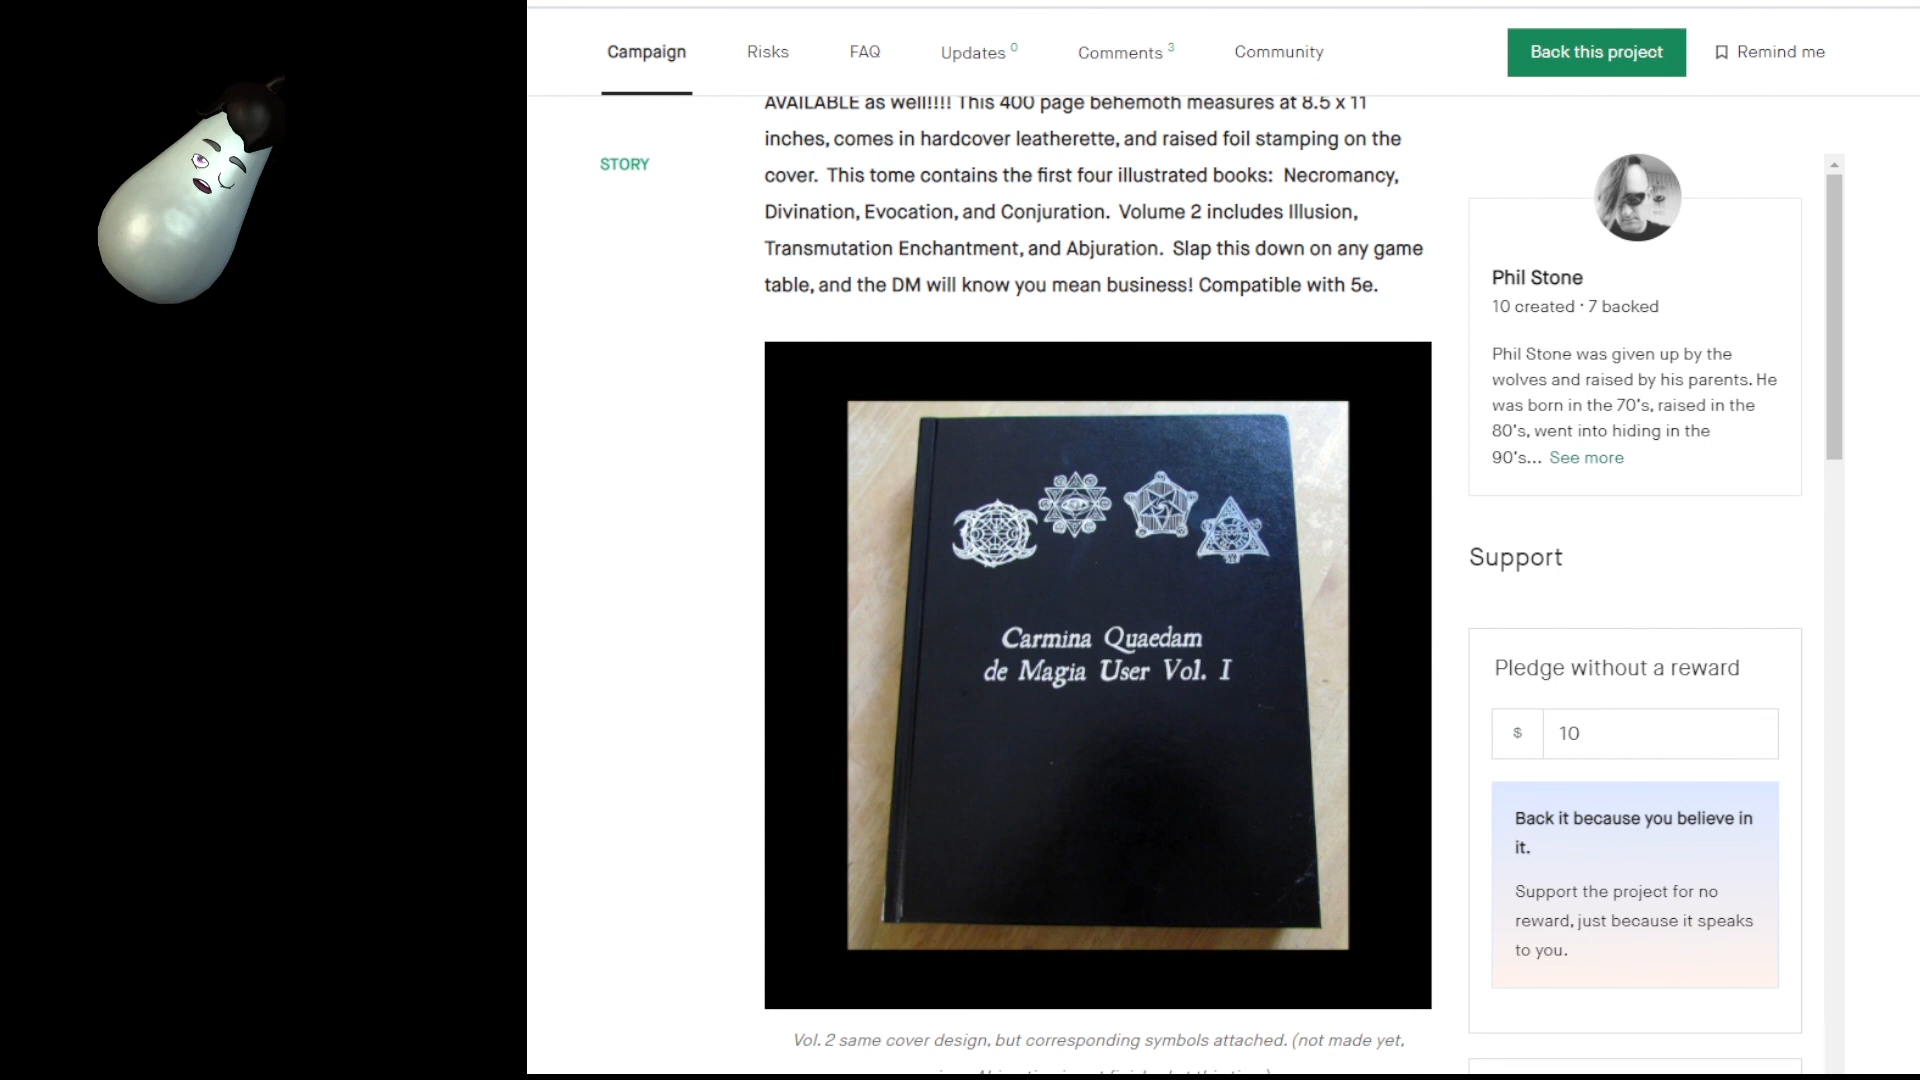 Campaign Risks FAQ Updates 0 Comments 3 Community Back this project Remind me
STORY
AVAILABLE as well!!!! This 400 page behemoth measures at 8.5 x 11
inches, comes in hardcover leatherette, and raised foil stamping on the
cover. This tome contains the first four illustrated books: Necromancy,
Divination, Evocation, and Conjuration. Volume 2 includes Illusion,
Transmutation Enchantment, and Abjuration. Slap this down on any game
table, and the DM will know you mean business! Compatible with 5e.
Carmina Quaedam
de Magia User Vol. I
Vol. 2 same cover design, but corresponding symbols attached. (not made yet,
Phil Stone
10 created · 7 backed
Phil Stone was given up by the
wolves and raised by his parents. He
was born in the 70's, raised in the
80's, went into hiding in the
90's... See more
Support
Pledge without a reward
$ 10
Back it because you believe in
it.
Support the project for no
reward, just because it speaks
to you.